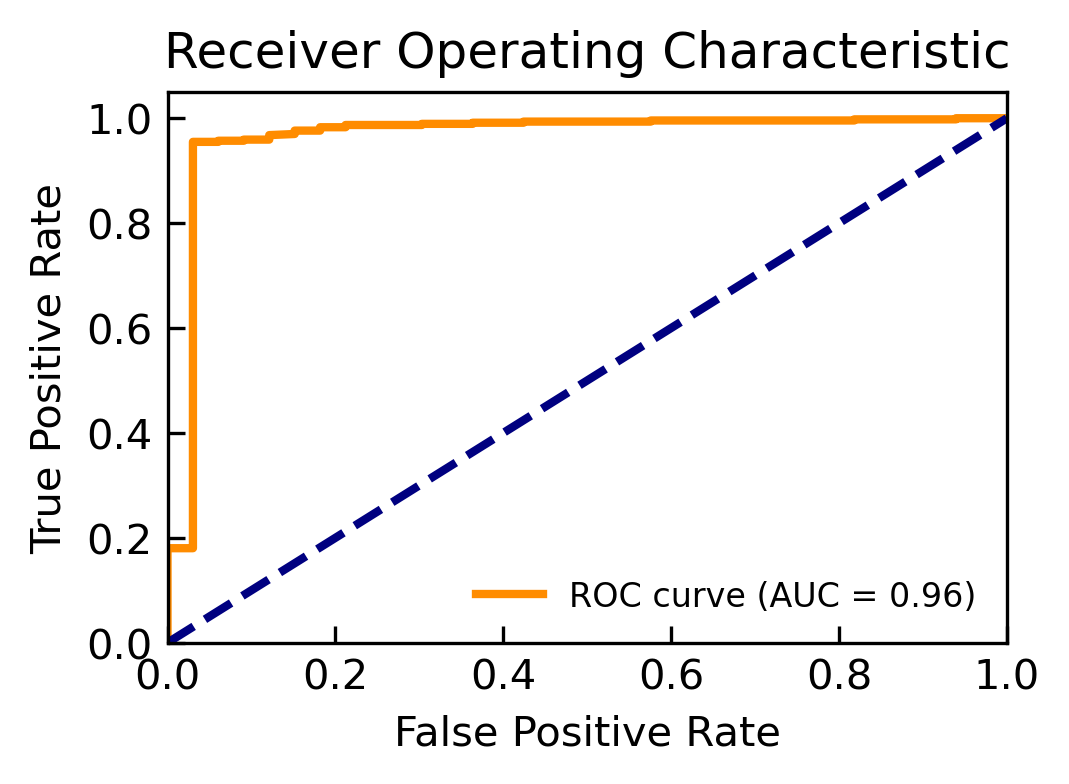 Receiver Operating Characteristic
True Positive Rate
1.0
0.8
0.6
0.4
0.2
0.0
ROC curve (AUC = 0.96)
0.0 0.2 0.4 0.6 0.8 1.0
False Positive Rate